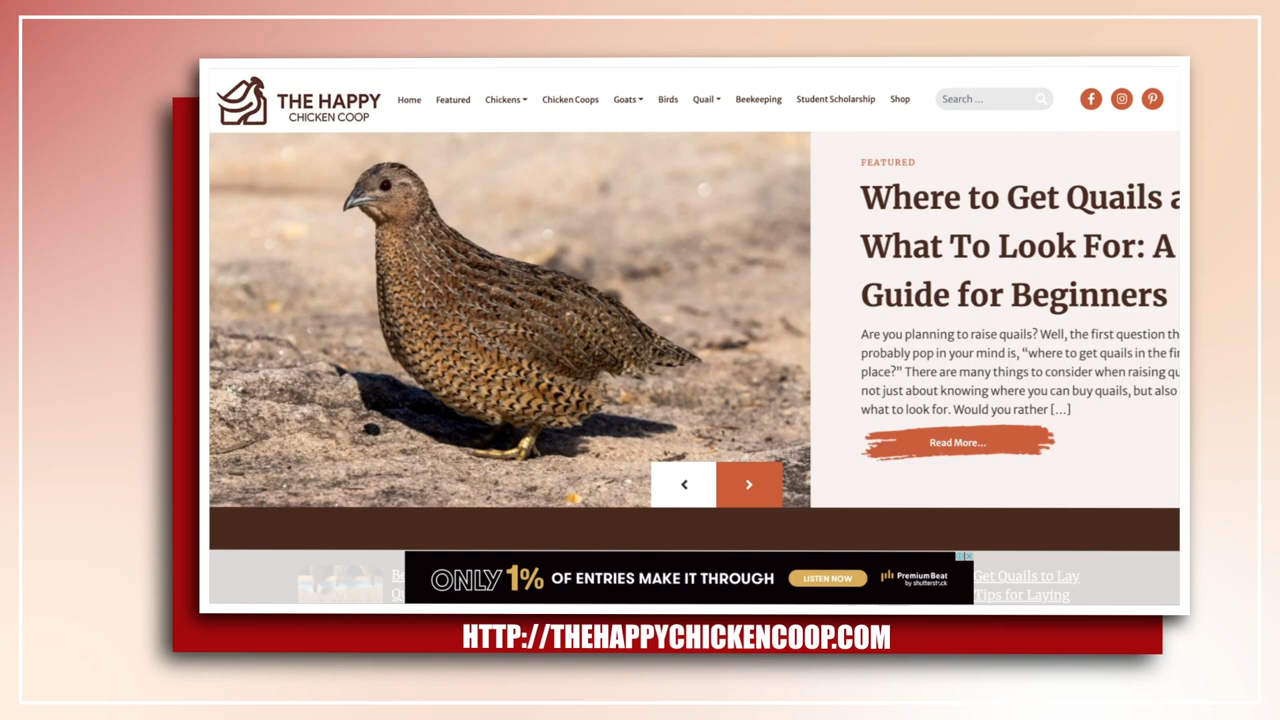 THE HAPPY
CHICKEN COOP
Home Featured Chickens Chicken Coops Goats Birds Quail Beekeeping Student Scholarship Shop
Search ...
FEATURED
Where to Get Quails a
What To Look For: A
Guide for Beginners
Are you planning to raise quails? Well, the first question th
probably pop in your mind is, “where to get quails in the fir
place?” There are many things to consider when raising qu
not just about knowing where you can buy quails, but also
what to look for. Would you rather […]
Read More...
ONLY 1% OF ENTRIES MAKE IT THROUGH
LISTEN NOW
PremiumBeat
by shutterstock
Get Quails to Lay
Tips for Laying
HTTP://THEHAPPYCHICKENCOOP.COM